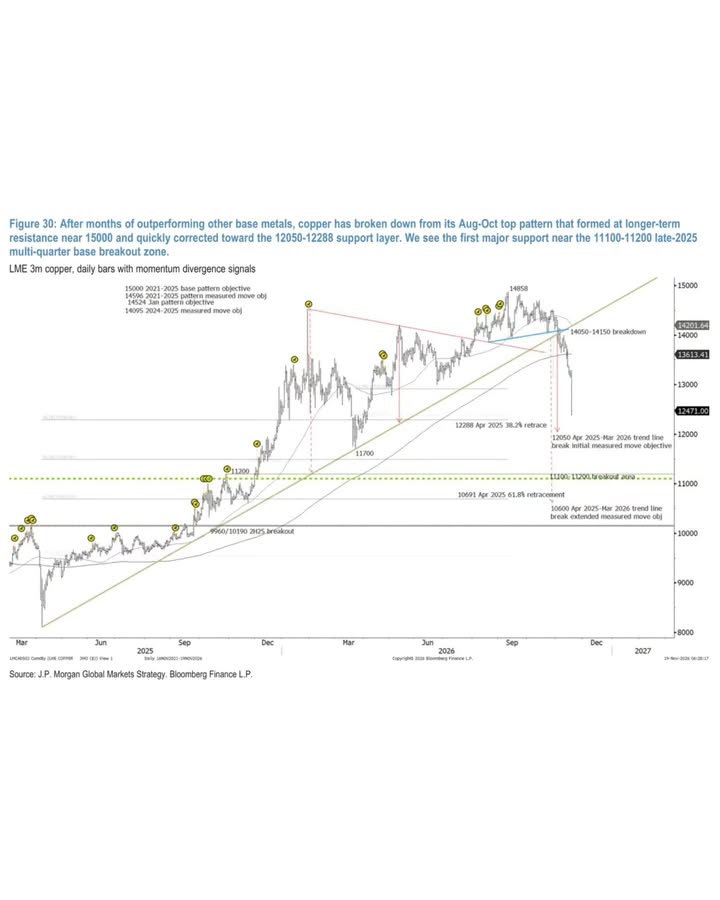 Figure 30: After months of outperforming other base metals, copper has broken down from its Aug-Oct top pattern that formed at longer-term
resistance near 15000 and quickly corrected toward the 12050-12288 support layer. We see the first major support near the 11100-11200 late-2025
multi-quarter base breakout zone.
LME 3m copper, daily bars with momentum divergence signals
15000 2021-2025 base pattern objective
14596 2021-2025 pattern measured move obj
14524 Jan pattern objective
14095 2024-2025 measured move obj
14858
15000
14201.64
14050-14150 breakdown
14000
13613.41
13000
12471.00
12288 Apr 2025 38.2% retrace
12000
12050 Apr 2025-Mar 2026 trend line
break initial measured move objective
11700
11200
11100-11200 breakout area
11000
10691 Apr 2025 61.8% retracement
10600 Apr 2025-Mar 2026 trend line
break extended measured move obj
9960/10190 2H25 breakout
10000
9000
8000
Mar Jun Sep Dec Mar Jun Sep Dec
2025 2026 2027
Copyright© 2026 Bloomberg Finance L.P.
Source: J.P. Morgan Global Markets Strategy. Bloomberg Finance L.P.